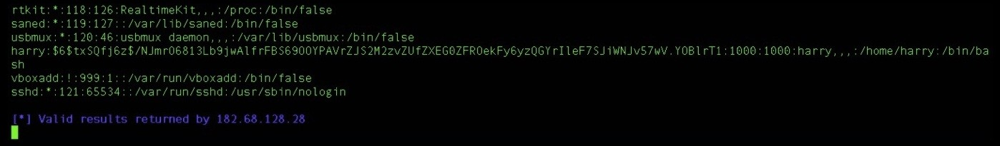 rtkit:*:118:126:RealtimeKit,,,:/proc:/bin/false
saned:*:119:127::/var/lib/saned:/bin/false
usbmux:*:120:46:usbmux daemon,,,:/var/lib/usbmux:/bin/false
harry:$6$txSQfj6z$/NJmrO6813Lb9jwAlfrFBS69OOYPAVrZJS2M2zvZUfZXEG0ZFROekFy6yzQGYrIleF7SJiWNJv57wV.YOBlrT1:1000:1000:harry,,,:/home/harry:/bin/ba
sh
vboxadd:!:999:1::/var/run/vboxadd:/bin/false
sshd:*:121:65534::/var/run/sshd:/usr/sbin/nologin
[*] Valid results returned by 182.68.128.28